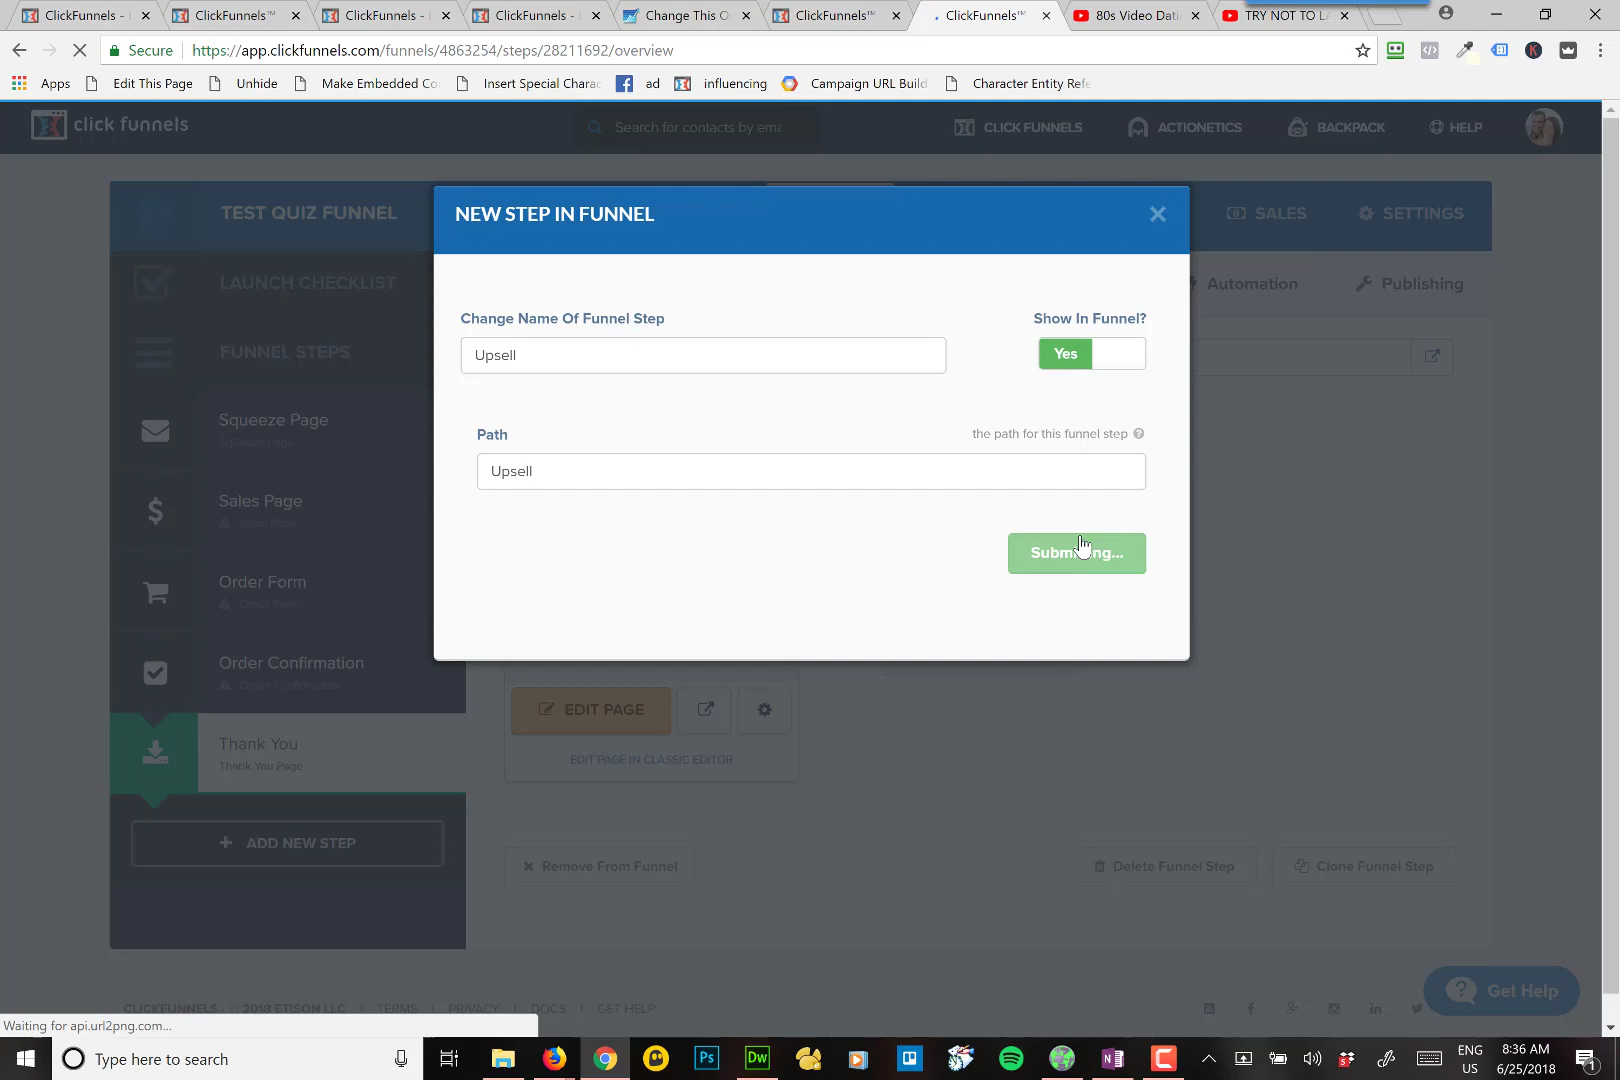 ClickFunnels - E
ClickFunnels™
ClickFunnels - E
ClickFunnels - E
Change This O
ClickFunnels™
ClickFunnels™
80s Video Dati
TRY NOT TO LA
Secure https://app.clickfunnels.com/funnels/4863254/steps/28211692/overview
Apps Edit This Page Unhide Make Embedded Co Insert Special Charac ad influencing Campaign URL Build Character Entity Refe
click funnels Search for contacts by ema CLICK FUNNELS ACTIONETICS BACKPACK HELP
TEST QUIZ FUNNEL NEW STEP IN FUNNEL SALES SETTINGS
LAUNCH CHECKLIST Automation Publishing
Change Name Of Funnel Step Show In Funnel?
FUNNEL STEPS Upsell Yes
Squeeze Page
Squeeze Page
Path the path for this funnel step
Upsell
Sales Page
Sales Page
Submitting...
Order Form
Order Page
Order Confirmation
Order Confirmation
EDIT PAGE
Thank You
Thank You Page
EDIT PAGE IN CLASSIC EDITOR
ADD NEW STEP
Remove From Funnel Delete Funnel Step Clone Funnel Step
Get Help
CLICKFUNNELS © 2018 ETISON LLC TERMS PRIVACY DOCS GET HELP
Waiting for api.url2png.com...
Type here to search
Ps
Dw
ENG
US
8:36 AM
6/25/2018
1